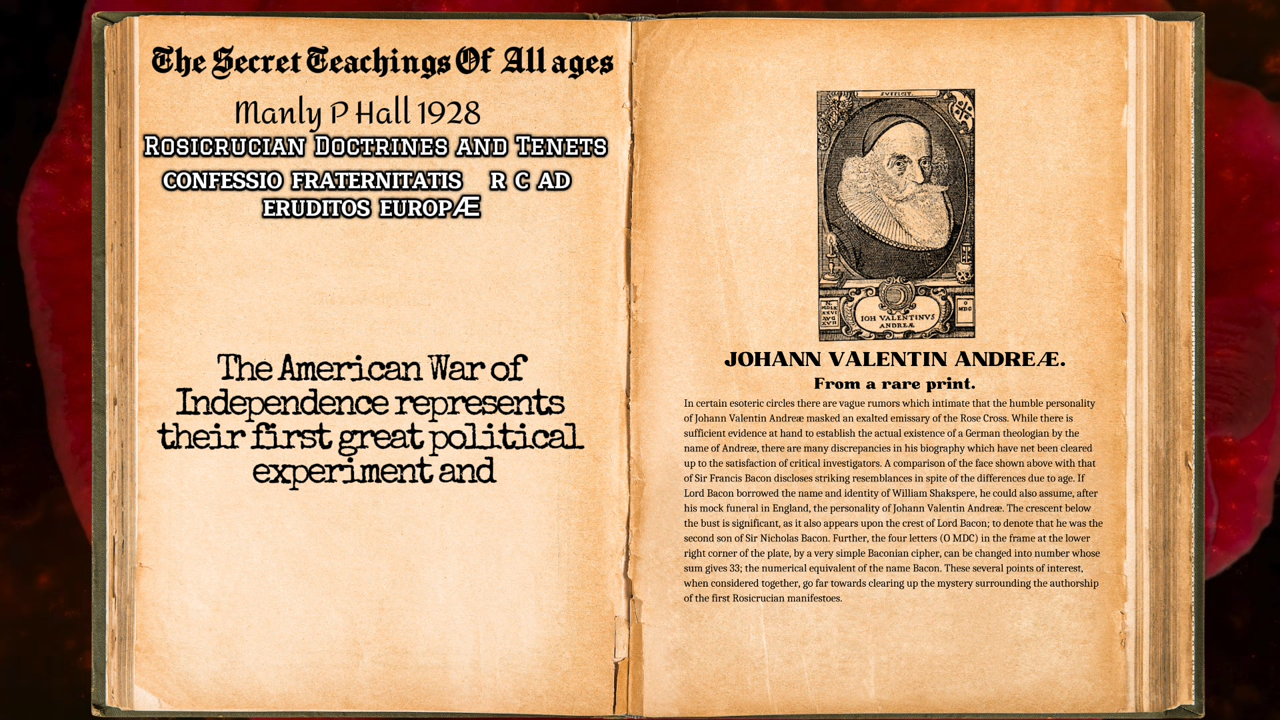 The Secret Teachings Of All ages
Manly P Hall 1928
Rosicrucian Doctrines and Tenets
CONFESSIO FRATERNITATIS R C AD
ERUDITOS EUROPÆ
The American War of
Independence represents
their first great political
experiment and
IOH VALENTINVS
ANDREÆ
O
MDC
JOHANN VALENTIN ANDREÆ.
From a rare print.
In certain esoteric circles there are vague rumors which intimate that the humble personality
of Johann Valentin Andreæ masked an exalted emissary of the Rose Cross. While there is
sufficient evidence at hand to establish the actual existence of a German theologian by the
name of Andreæ, there are many discrepancies in his biography which have net been cleared
up to the satisfaction of critical investigators. A comparison of the face shown above with that
of Sir Francis Bacon discloses striking resemblances in spite of the differences due to age. If
Lord Bacon borrowed the name and identity of William Shakspere, he could also assume, after
his mock funeral in England, the personality of Johann Valentin Andreæ. The crescent below
the bust is significant, as it also appears upon the crest of Lord Bacon; to denote that he was the
second son of Sir Nicholas Bacon. Further, the four letters (O MDC) in the frame at the lower
right corner of the plate, by a very simple Baconian cipher, can be changed into number whose
sum gives 33; the numerical equivalent of the name Bacon. These several points of interest,
when considered together, go far towards clearing up the mystery surrounding the authorship
of the first Rosicrucian manifestoes.